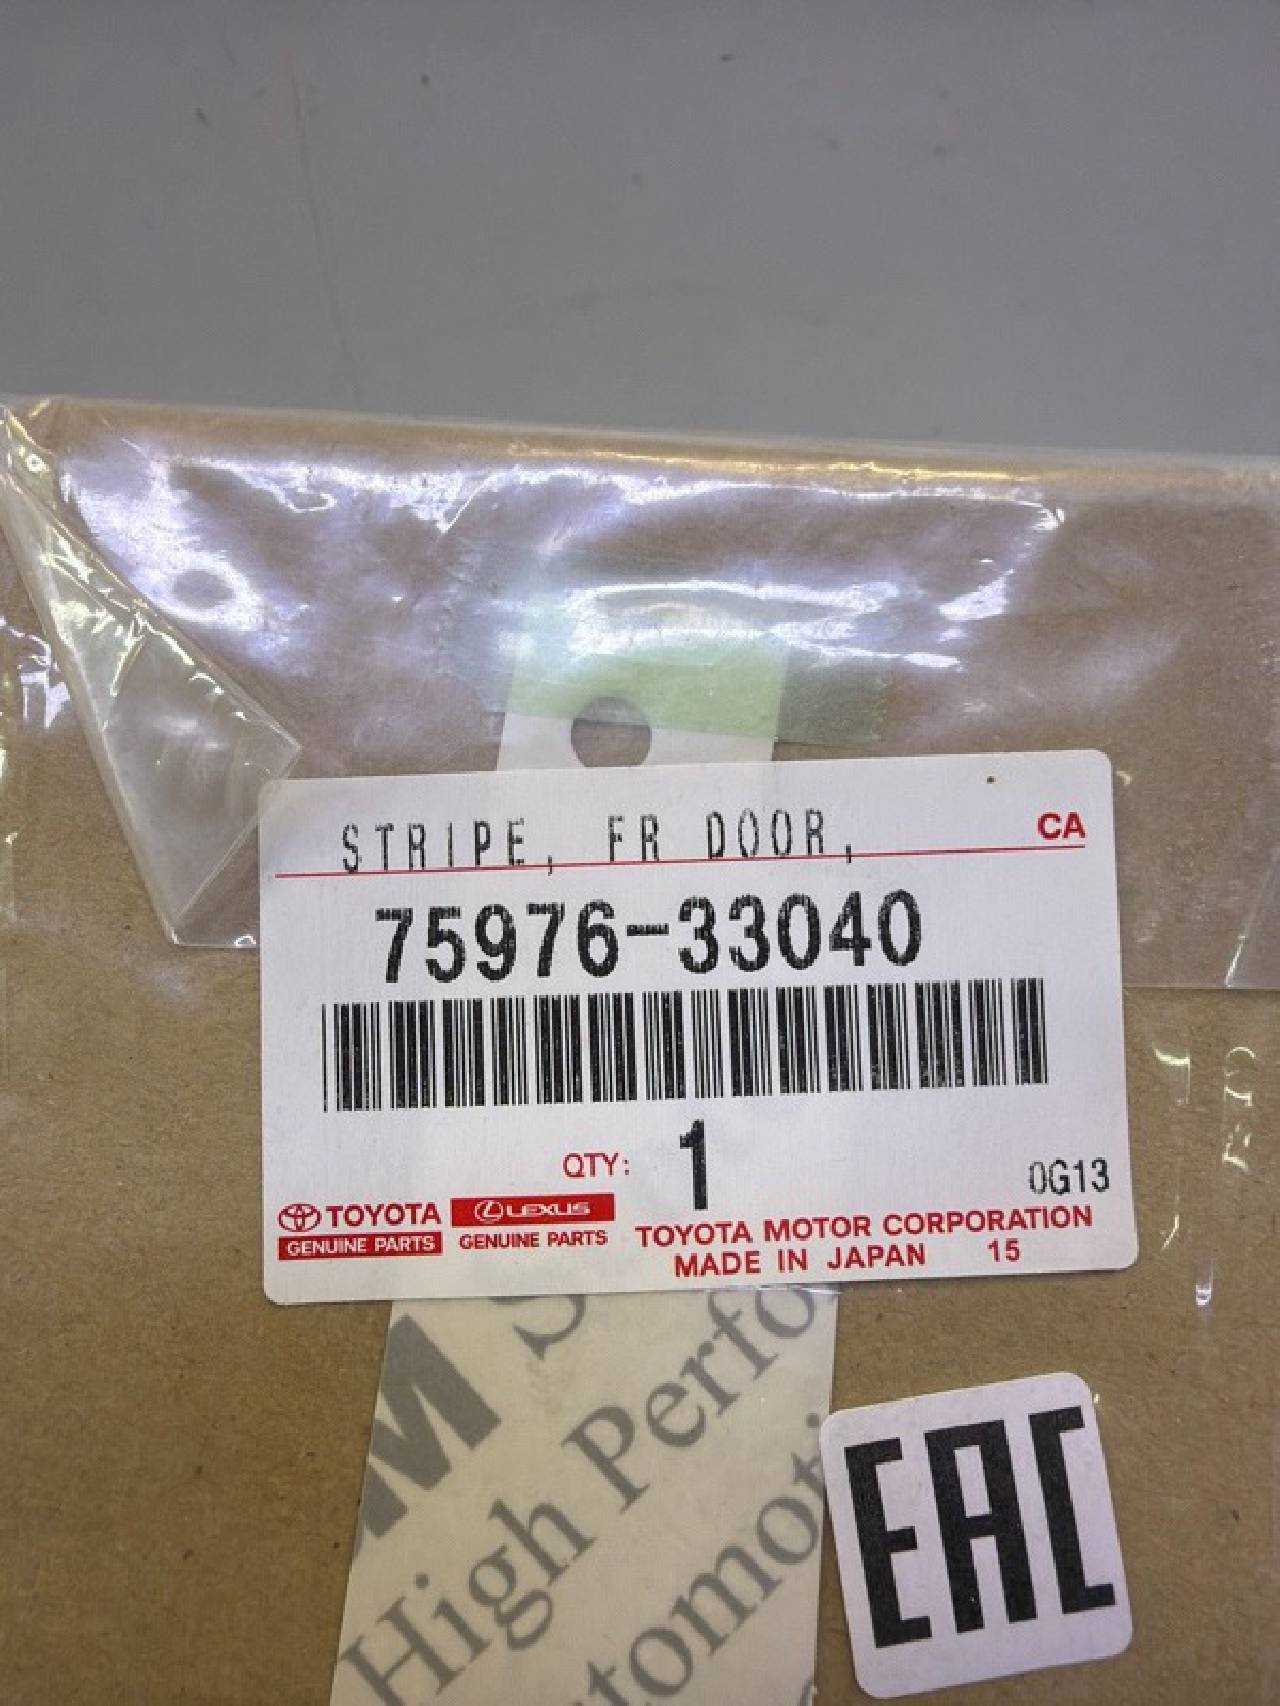 STRIPE, FR DOOR,
CA
75976-33040
QTY: 1
0G13
TOYOTA
GENUINE PARTS
LEXUS
GENUINE PARTS
TOYOTA MOTOR CORPORATION
MADE IN JAPAN 15
M S
High Perfo
tomoti
EAC